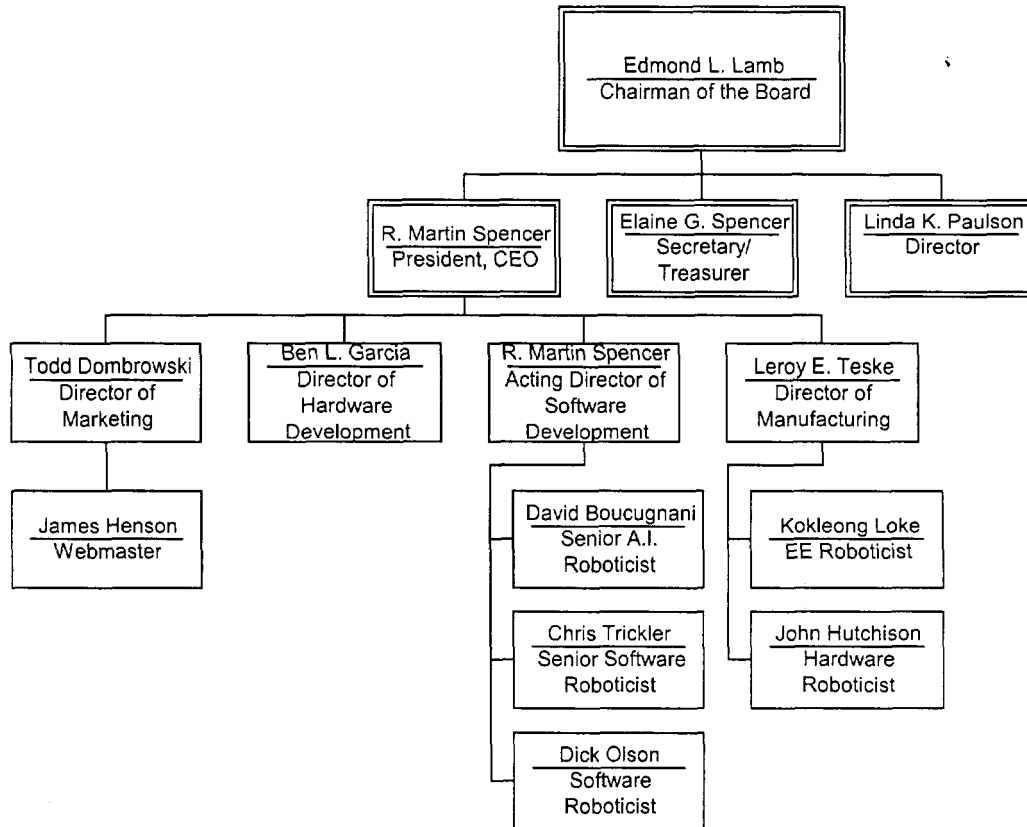 Edmond L. Lamb
Chairman of the Board
R. Martin Spencer
President, CEO
Elaine G. Spencer
Secretary/
Treasurer
Linda K. Paulson
Director
Todd Dombrowski
Director of
Marketing
Ben L. Garcia
Director of
Hardware
Development
R. Martin Spencer
Acting Director of
Software
Development
Leroy E. Teske
Director of
Manufacturing
James Henson
Webmaster
David Boucugnani
Senior A.I.
Roboticist
Kokleong Loke
EE Roboticist
Chris Trickler
Senior Software
Roboticist
John Hutchison
Hardware
Roboticist
Dick Olson
Software
Roboticist